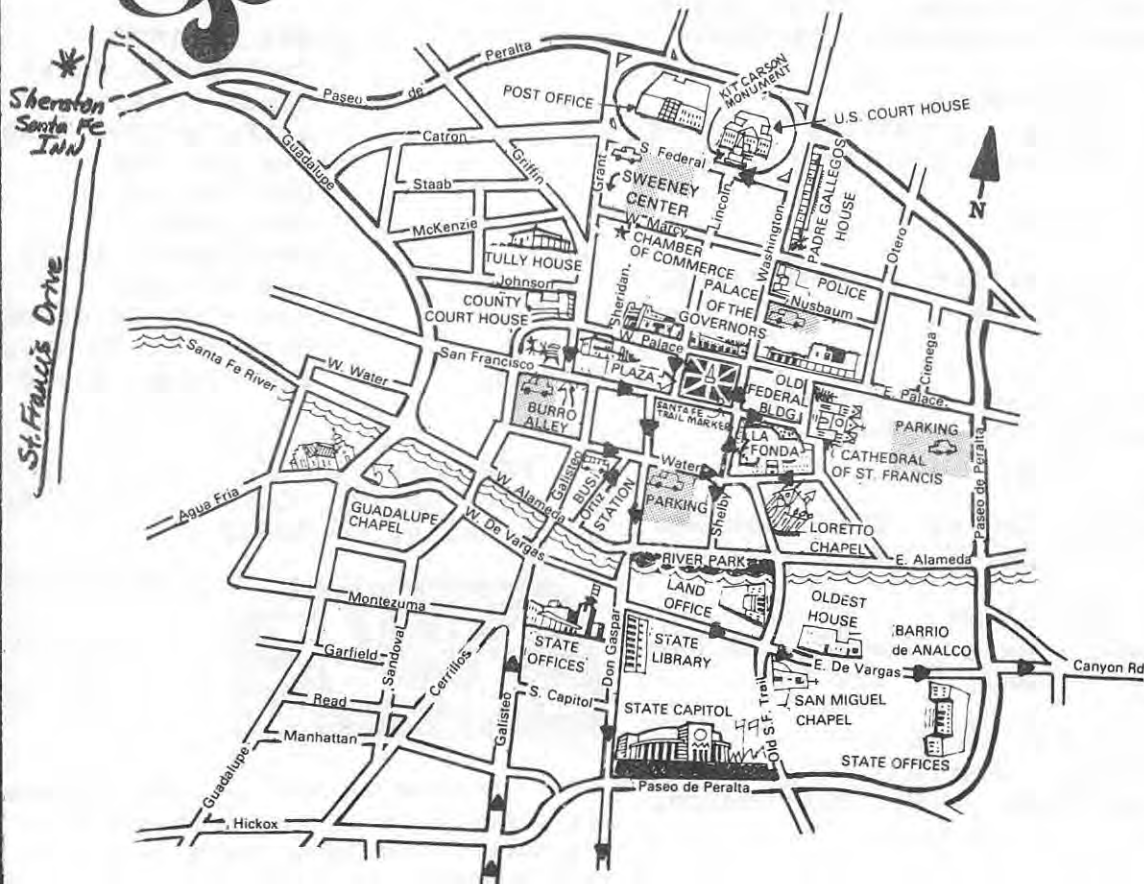 Sheraton
Santa Fe
INN
St. Francis Drive
Paseo de Peralta
POST OFFICE
KIT CARSON
MONUMENT
U.S. COURT HOUSE
N
Guadalupe
Catron
Griffin
Grant
S. Federal
Staab
SWEENEY
CENTER
Lincoln
Washington
PADRE GALLEGOS
HOUSE
Otero
McKenzie
W. Marcy
CHAMBER
OF COMMERCE
TULLY HOUSE
Johnson
Sheridan
PALACE
OF THE
GOVERNORS
POLICE
Nusbaum
COUNTY
COURT HOUSE
W. Palace
Cienega
San Francisco
PLAZA
OLD
FEDERAL
BLDG
E. Palace
Santa Fe River
W. Water
BURRO
ALLEY
SANTA FE
TRAIL MARKER
LA
FONDA
PARKING
CATHEDRAL
OF ST. FRANCIS
Paseo de Peralta
Water
Galisteo
BUS
STATION
Ortiz
PARKING
Shelby
W. Alameda
Agua Fria
GUADALUPE
CHAPEL
W. De Vargas
LORETTO
CHAPEL
RIVER PARK
E. Alameda
LAND
OFFICE
OLDEST
HOUSE
Montezuma
BARRIO
de ANALCO
STATE
OFFICES
Don Gaspar
STATE
LIBRARY
Garfield
Sandoval
Cerrillos
E. De Vargas
Canyon Rd
Read
S. Capitol
STATE CAPITOL
Old S.F. Trail
SAN MIGUEL
CHAPEL
Manhattan
Galisteo
STATE OFFICES
Guadalupe
Paseo de Peralta
Hickox